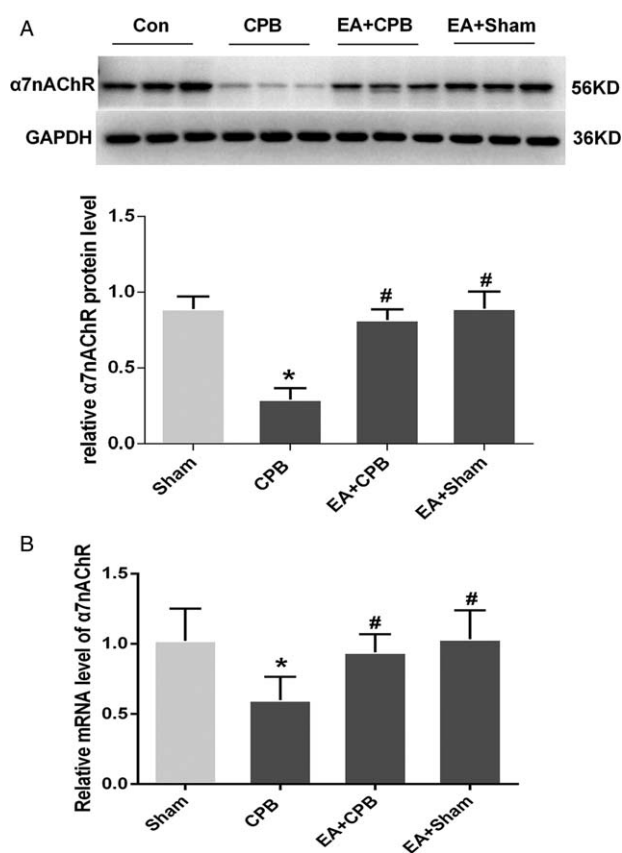 A
Con CPB EA+CPB EA+Sham
α7nAChR 56KD
GAPDH 36KD
relative α7nAChR protein level
1.5
1.0
0.5
0.0
* # #
Sham CPB EA+CPB EA+Sham
B
Relative mRNA level of α7nAChR
1.5
1.0
0.5
0.0
* # #
Sham CPB EA+CPB EA+Sham